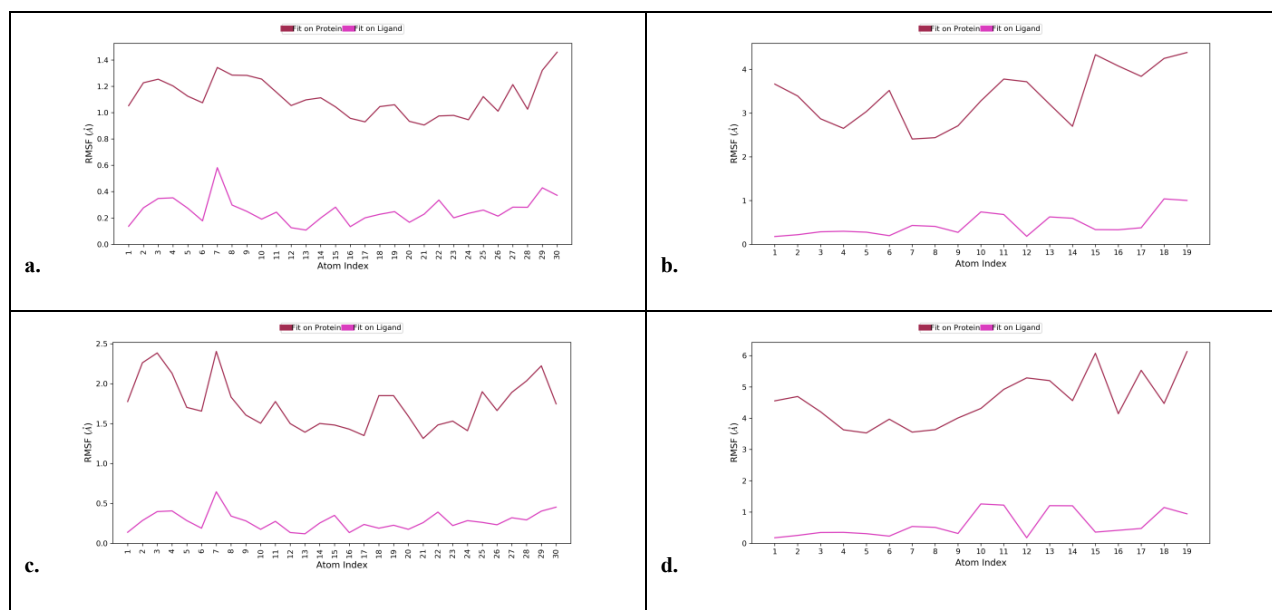 Fit on Protein Fit on Ligand
RMSF (Å)
1.4
1.2
1.0
0.8
0.6
0.4
0.2
0.0
1 2 3 4 5 6 7 8 9 10 11 12 13 14 15 16 17 18 19 20 21 22 23 24 25 26 27 28 29 30
Atom Index
a.
Fit on Protein Fit on Ligand
RMSF (Å)
4
3
2
1
0
1 2 3 4 5 6 7 8 9 10 11 12 13 14 15 16 17 18 19
Atom Index
b.
Fit on Protein Fit on Ligand
RMSF (Å)
2.5
2.0
1.5
1.0
0.5
0.0
1 2 3 4 5 6 7 8 9 10 11 12 13 14 15 16 17 18 19 20 21 22 23 24 25 26 27 28 29 30
Atom Index
c.
Fit on Protein Fit on Ligand
RMSF (Å)
6
5
4
3
2
1
0
1 2 3 4 5 6 7 8 9 10 11 12 13 14 15 16 17 18 19
Atom Index
d.